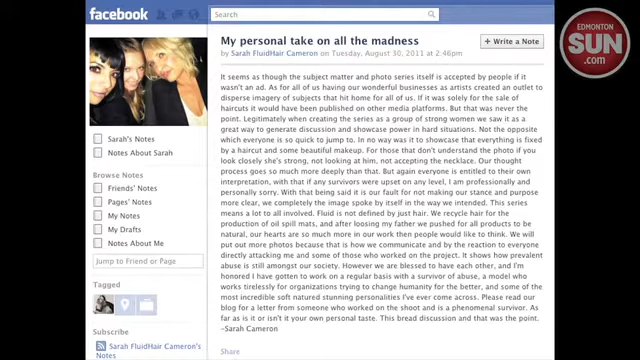 facebook
Search
EDMONTON
SUN
.com
My personal take on all the madness
+ Write a Note
by Sarah FluidHair Cameron on Tuesday, August 30, 2011 at 2:46pm
It seems as though the subject matter and photo series itself is accepted by people if it
wasn't an ad. As for all of us having our wonderful businesses as artists created an outlet to
disperse imagery of subjects that hit home for all of us. If it was solely for the sale of
haircuts it would have been published on other media platforms. But that was never the
point. Legitimately when creating the series as a group of strong women we saw it as a
great way to generate discussion and showcase power in hard situations. Not the opposite
which everyone is so quick to jump to. In no way was it to showcase that everything is fixed
by a haircut and some beautiful makeup. For those that don't understand the photo if you
look closely she's strong, not looking at him, not accepting the necklace. Our thought
process goes so much more deeply than that. But yet again everyone is entitled to their own
interpretation, with that if any survivors were upset on any level, I am professionally and
personally sorry. With that being said it is our fault for not making our stance and purpose
more clear, we completely the image spoke by itself in the way we intended. This series
means a lot to all involved. Fluid is not defined by just hair. We recycle hair for the
production of oil spill mats, and after loosing my father we pushed for all products to be
natural, our hearts are so much more in our work then people would like to think. We will
put out more photos because that is how we communicate and by the reaction to everyone
directly attacking me and some of those who worked on the project. It shows how prevalent
abuse is still amongst our society. However we are blessed to have each other, and I'm
honored I have gotten to work on a regular basis with a survivor of abuse, a model who
works tirelessly for organizations trying to change humanity for the better, and some of the
most incredible soft natured stunning personalities I've ever come across. Please read our
blog for a letter from someone who worked on the shoot and is a phenomenal survivor. As
far as is it or isn't it your own personal taste. This bread discussion and that was the point.
~Sarah Cameron
Share
Sarah's Notes
Notes About Sarah
Browse Notes
Friends' Notes
Pages' Notes
My Notes
My Drafts
Notes About Me
Jump to Friend or Page
Tagged
Subscribe
Sarah FluidHair Cameron's
Notes